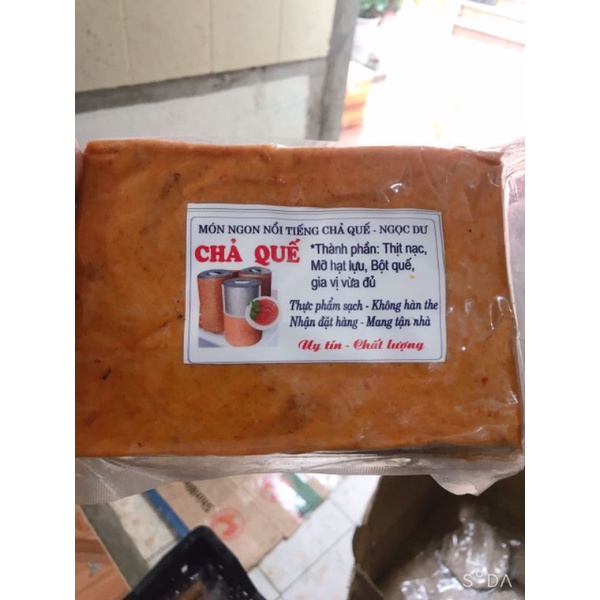 MÓN NGON NỔI TIẾNG CHẢ QUẾ - NGỌC DƯ
CHẢ QUẾ
*Thành phần: Thịt nạc,
Mỡ hạt lựu, Bột quế,
gia vị vừa đủ
Thực phẩm sạch - Không hàn the
Nhận đặt hàng - Mang tận nhà
Uy tín - Chất lượng
SODA